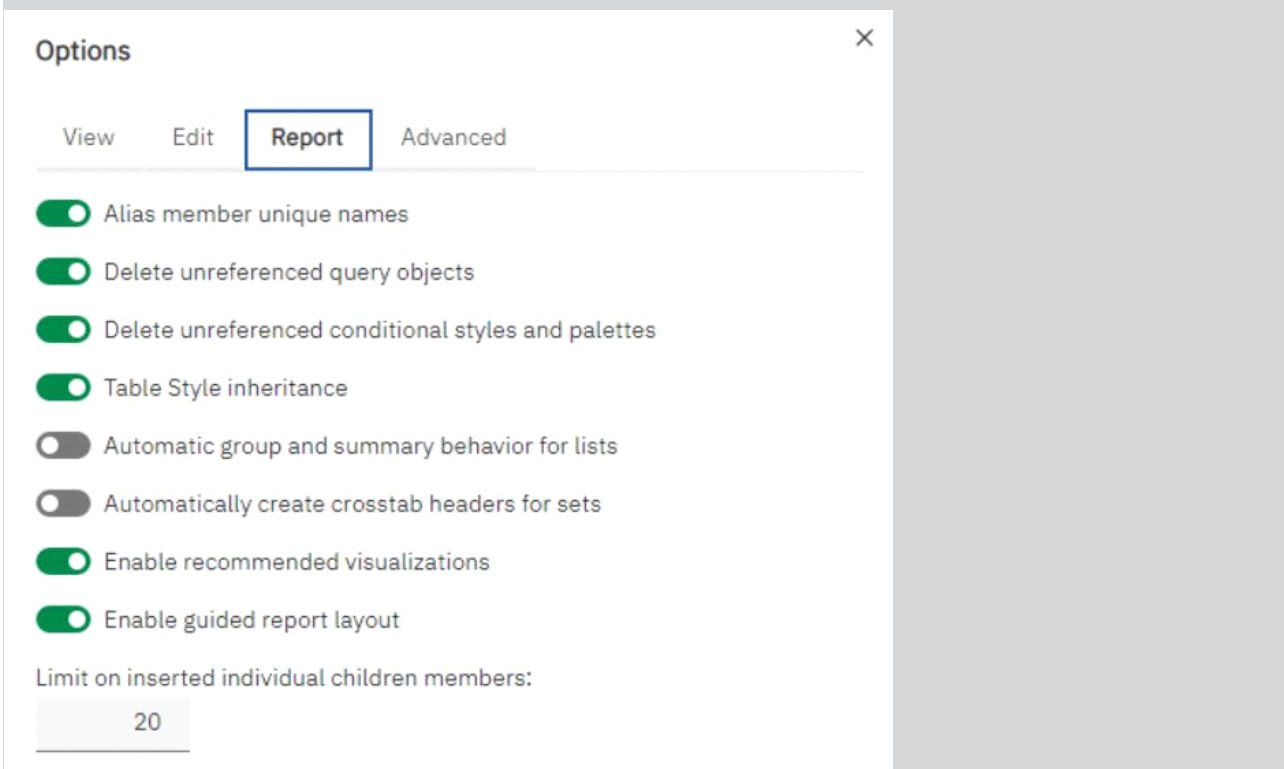 Options
View Edit Report Advanced
Alias member unique names
Delete unreferenced query objects
Delete unreferenced conditional styles and palettes
Table Style inheritance
Automatic group and summary behavior for lists
Automatically create crosstab headers for sets
Enable recommended visualizations
Enable guided report layout
Limit on inserted individual children members:
20